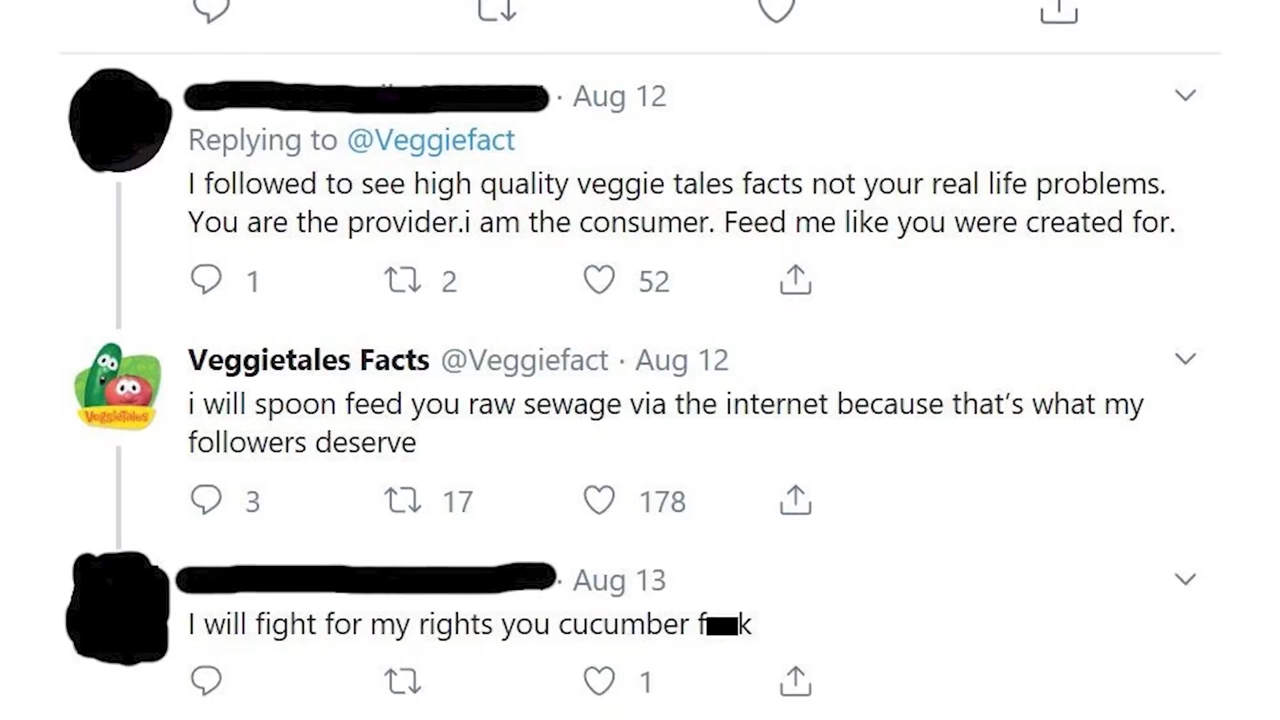 · Aug 12
Replying to @Veggiefact
I followed to see high quality veggie tales facts not your real life problems.
You are the provider.i am the consumer. Feed me like you were created for.
1 2 52
Veggietales Facts @Veggiefact · Aug 12
VeggieTales
i will spoon feed you raw sewage via the internet because that’s what my
followers deserve
3 17 178
· Aug 13
I will fight for my rights you cucumber f k
1